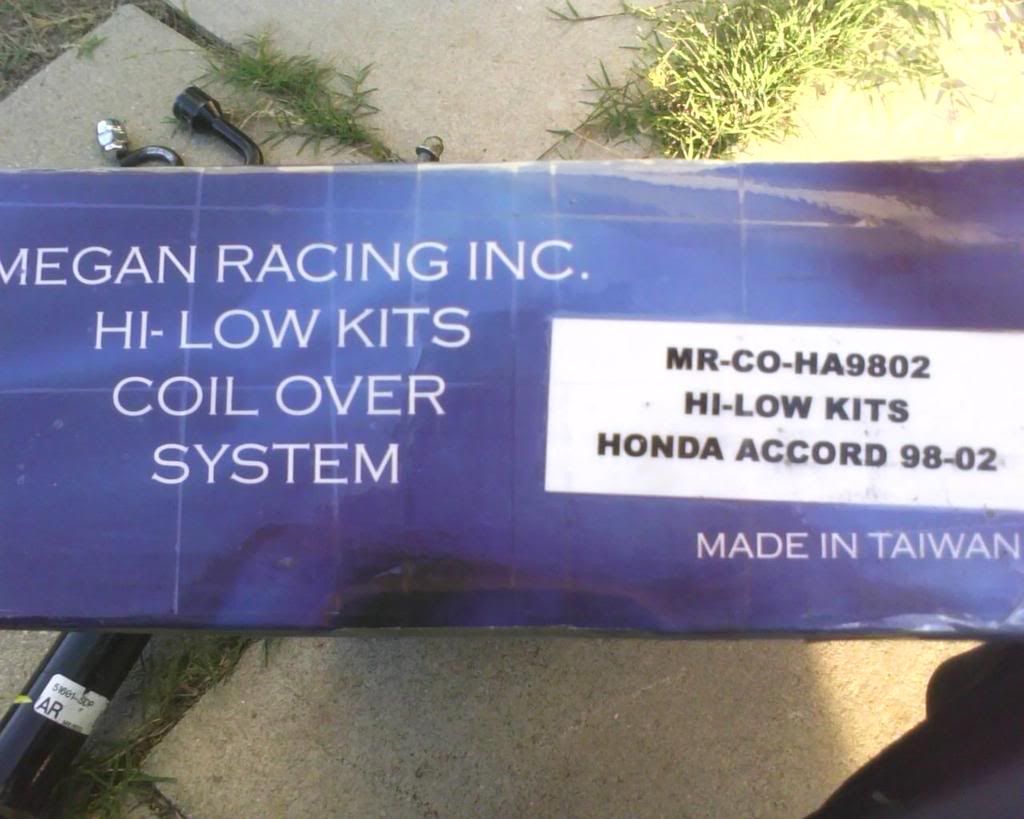 MEGAN RACING INC.
HI- LOW KITS
COIL OVER
SYSTEM
MR-CO-HA9802
HI-LOW KITS
HONDA ACCORD 98-02
MADE IN TAIWAN
AR